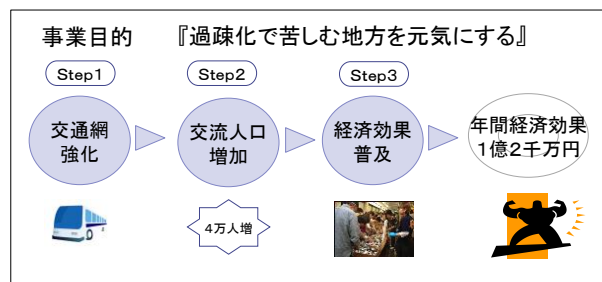 事業目的 『過疎化で苦しむ地方を元気にする』
Step1
Step2
Step3
交通網
強化
交流人口
増加
経済効果
普及
年間経済効果
1億2千万円
4万人増